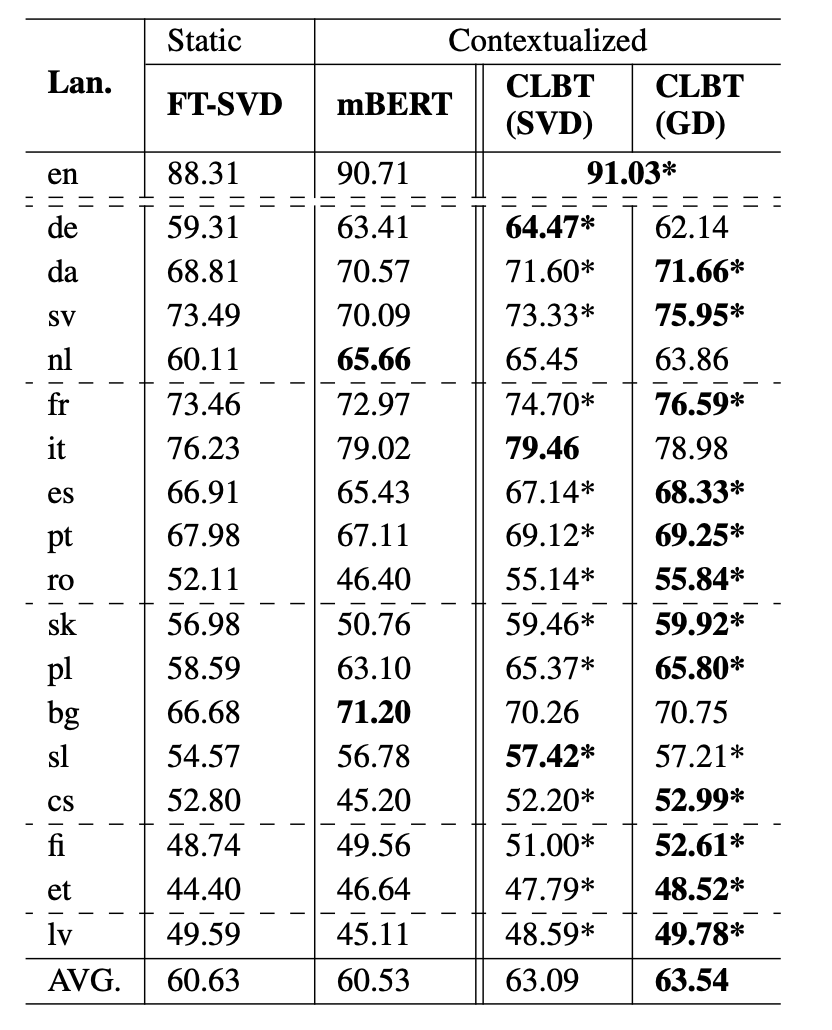 Static Contextualized
Lan. FT-SVD mBERT CLBT (SVD) CLBT (GD)
en 88.31 90.71 91.03*
de 59.31 63.41 64.47* 62.14
da 68.81 70.57 71.60* 71.66*
sv 73.49 70.09 73.33* 75.95*
nl 60.11 65.66 65.45 63.86
fr 73.46 72.97 74.70* 76.59*
it 76.23 79.02 79.46 78.98
es 66.91 65.43 67.14* 68.33*
pt 67.98 67.11 69.12* 69.25*
ro 52.11 46.40 55.14* 55.84*
sk 56.98 50.76 59.46* 59.92*
pl 58.59 63.10 65.37* 65.80*
bg 66.68 71.20 70.26 70.75
sl 54.57 56.78 57.42* 57.21*
cs 52.80 45.20 52.20* 52.99*
fi 48.74 49.56 51.00* 52.61*
et 44.40 46.64 47.79* 48.52*
lv 49.59 45.11 48.59* 49.78*
AVG. 60.63 60.53 63.09 63.54